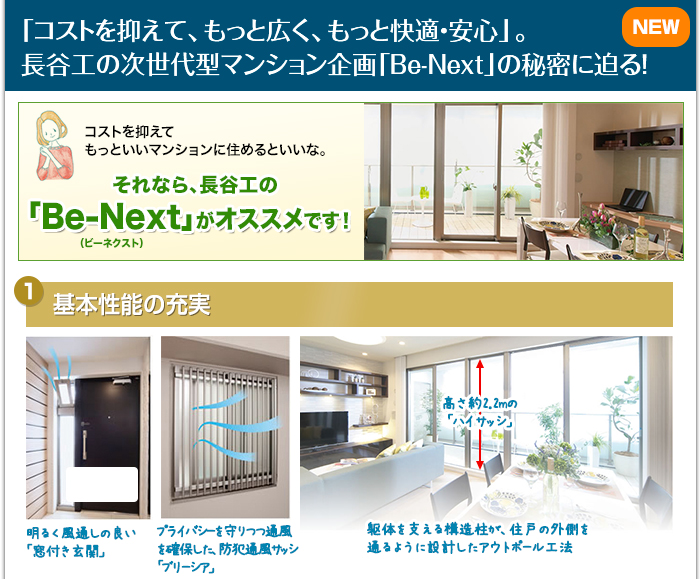 「コストを抑えて、もっと広く、もっと快適・安心」。
NEW
長谷工の次世代型マンション企画「Be-Next」の秘密に迫る!
コストを抑えて
もっといいマンションに住めるといいな。
それなら、長谷工の
「Be-Next」がオススメです!
(ビーネクスト)
1
基本性能の充実
高さ約2.2mの
「ハイサッシ」
明るく風通しの良い
「窓付き玄関」
プライバシーを守りつつ通風
を確保した、防犯通風サッシ
「ブリーシア」
躯体を支える構造柱が、住戸の外側を
通るように設計したアウトポール工法